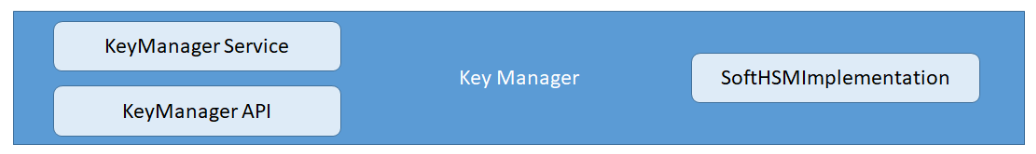 KeyManager Service
KeyManager API
Key Manager
SoftHSMImplementation